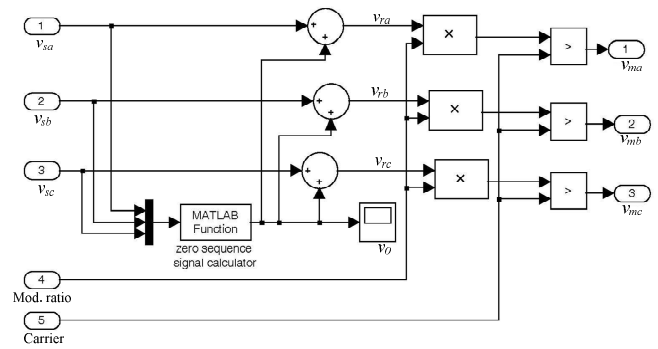 1
v_sa
+
+
v_ra
×
>
1
v_ma
2
v_sb
+
+
v_rb
×
>
2
v_mb
3
v_sc
+
+
v_rc
×
>
3
v_mc
MATLAB
Function
zero sequence
signal calculator
v_O
4
Mod. ratio
5
Carrier